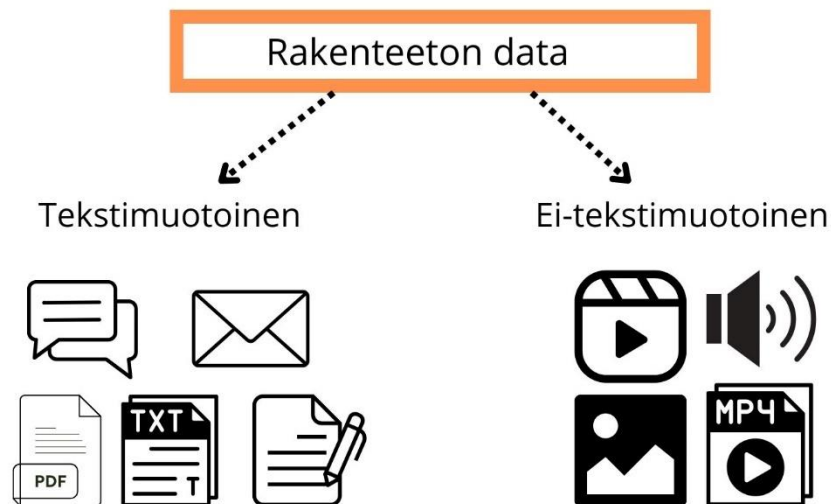 Rakenteeton data
Tekstimuotoinen
Ei-tekstimuotoinen
TXT
MP4
PDF
T